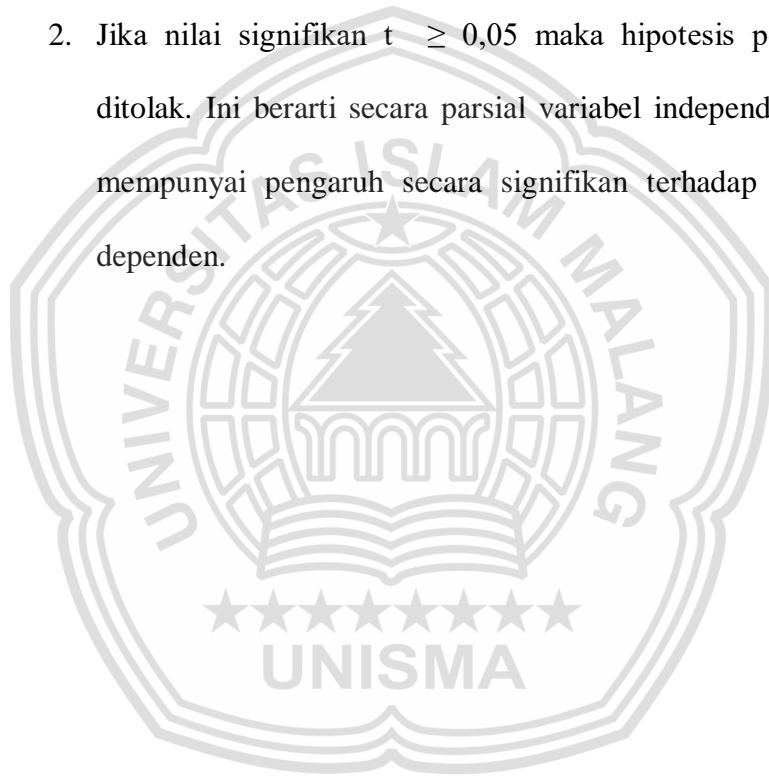 2. Jika nilai signifikan t ≥ 0,05 maka hipotesis p
ditolak. Ini berarti secara parsial variabel independ
mempunyai pengaruh secara signifikan terhadap
dependen.
UNIVERSITAS ISLAM MALANG
UNISMA